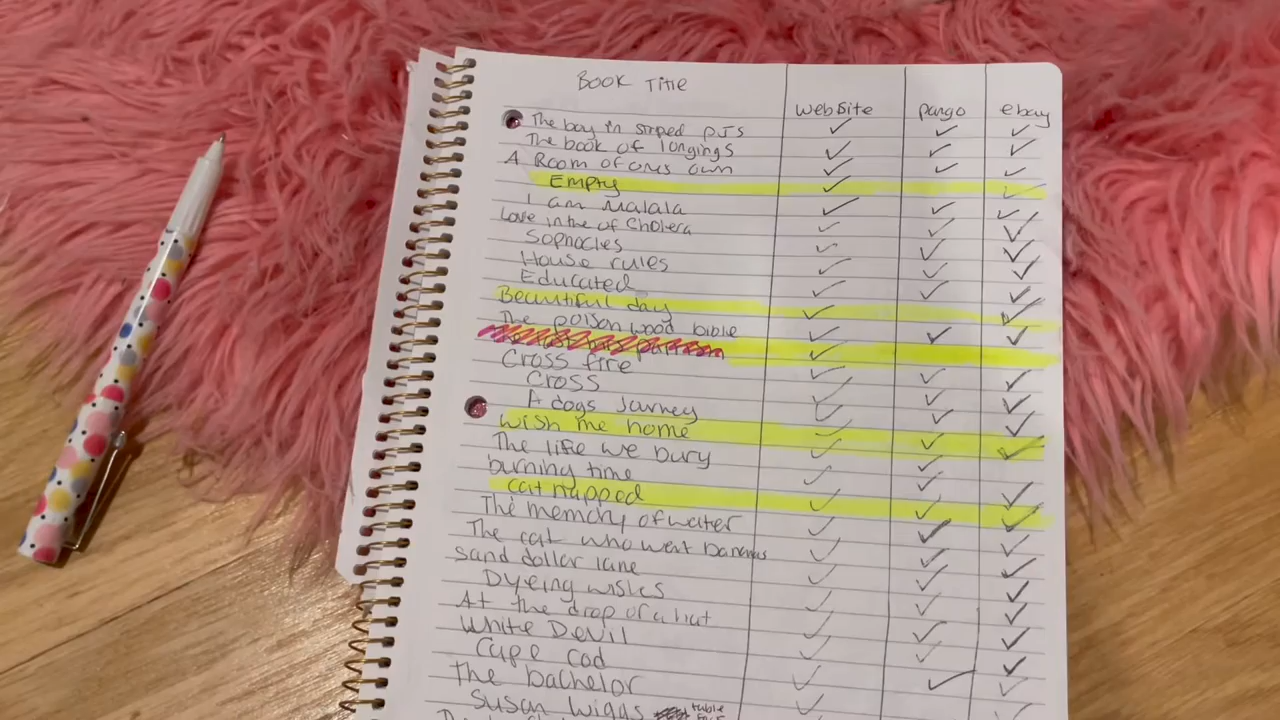 BOOK Title
website pango ebay
The boy in striped PJS
The book of longings
A Room of ones own
Empty
I am Malala
Love in the of Cholera
Sophocles
House rules
Educated
Beautiful day
The poison wood bible
Cross fire
Cross
A dogs Jurney
wish me home
The life we bury
burning time
cat napped
The memory of water
The cat who went bananas
sand dollar lane
Dyeing wishes
At the drop of a hat
White Devil
Cape cod
The bachelor
Susan Wiggs table